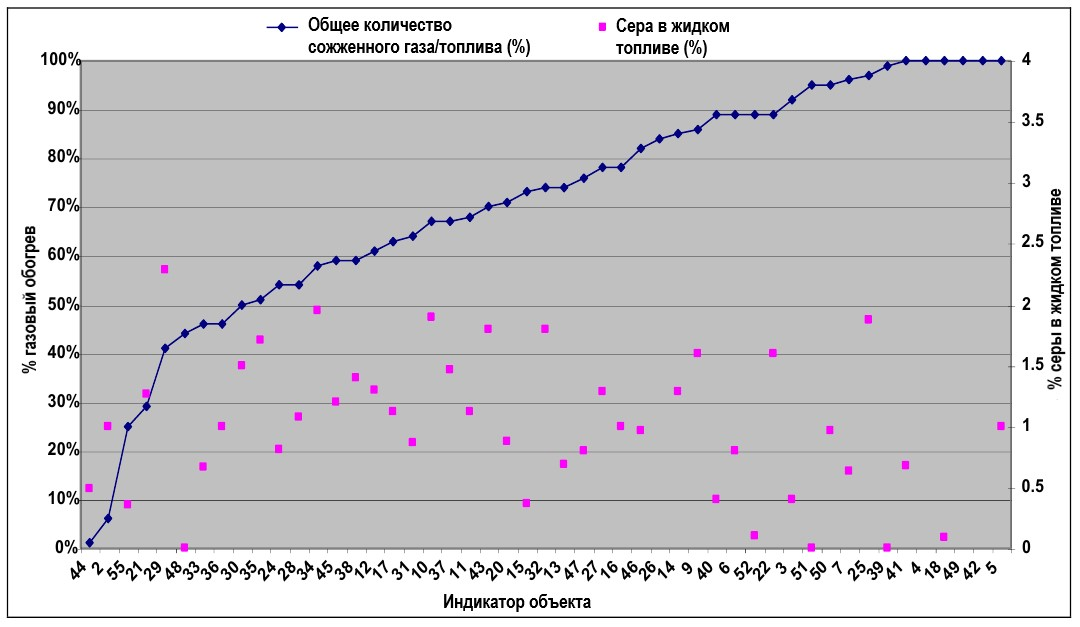 Общее количество
сожженного газа/топлива (%)
Сера в жидком
топливе (%)
100%
90%
80%
70%
60%
50%
40%
30%
20%
10%
0%
% газовый обогрев
4
3.5
3
2.5
2
1.5
1
0.5
0
% серы в жидком топливе
44 2 55 21 29 48 33 36 30 35 24 28 34 45 38 12 17 31 10 37 11 43 20 15 32 13 47 27 16 46 26 14 9 40 6 52 22 3 51 50 7 25 39 41 4 18 49 42 5
Индикатор объекта